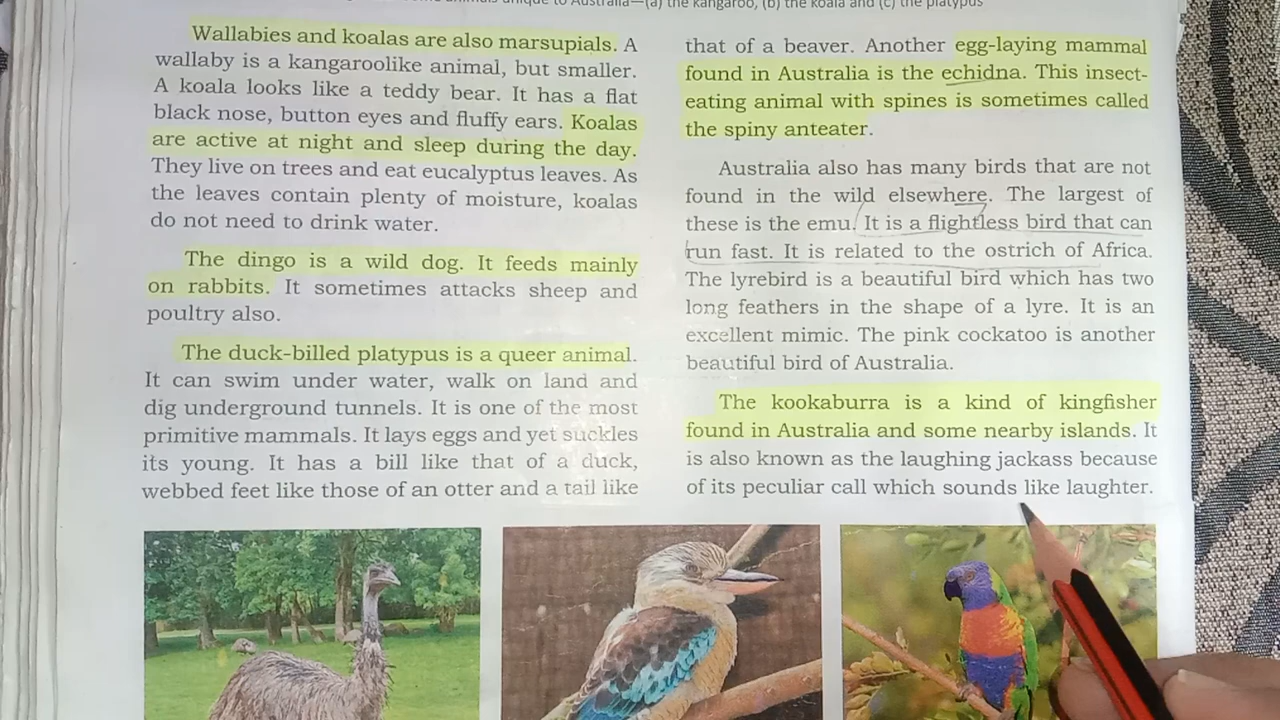 some animals unique to Australia—(a) the kangaroo, (b) the koala and (c) the platypus
Wallabies and koalas are also marsupials. A
wallaby is a kangaroolike animal, but smaller.
A koala looks like a teddy bear. It has a flat
black nose, button eyes and fluffy ears. Koalas
are active at night and sleep during the day.
They live on trees and eat eucalyptus leaves. As
the leaves contain plenty of moisture, koalas
do not need to drink water.
The dingo is a wild dog. It feeds mainly
on rabbits. It sometimes attacks sheep and
poultry also.
The duck-billed platypus is a queer animal.
It can swim under water, walk on land and
dig underground tunnels. It is one of the most
primitive mammals. It lays eggs and yet suckles
its young. It has a bill like that of a duck,
webbed feet like those of an otter and a tail like
that of a beaver. Another egg-laying mammal
found in Australia is the echidna. This insect-
eating animal with spines is sometimes called
the spiny anteater.
Australia also has many birds that are not
found in the wild elsewhere. The largest of
these is the emu. It is a flightless bird that can
run fast. It is related to the ostrich of Africa.
The lyrebird is a beautiful bird which has two
long feathers in the shape of a lyre. It is an
excellent mimic. The pink cockatoo is another
beautiful bird of Australia.
The kookaburra is a kind of kingfisher
found in Australia and some nearby islands. It
is also known as the laughing jackass because
of its peculiar call which sounds like laughter.